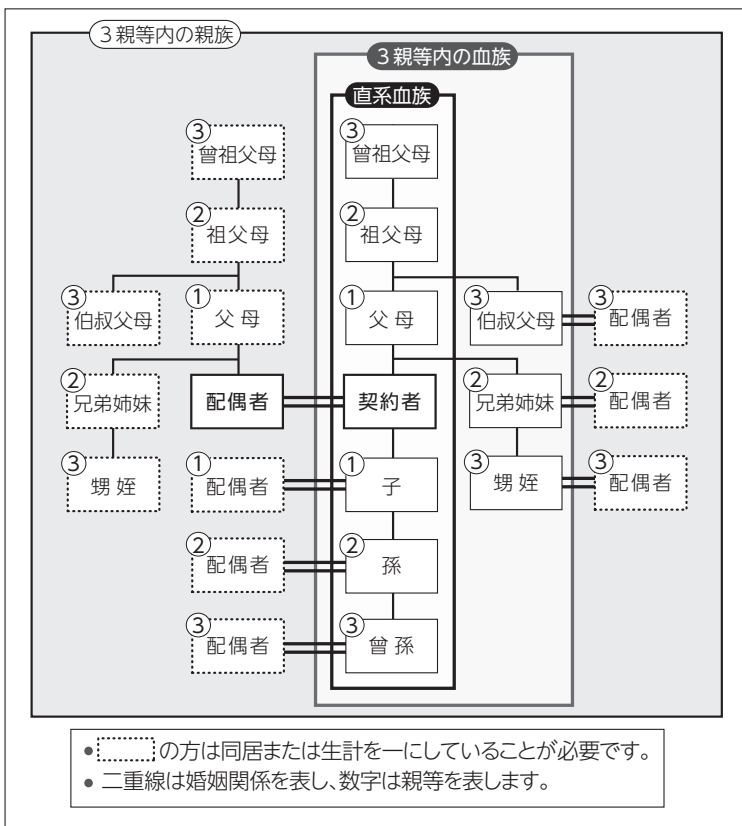 ３親等内の親族
３親等内の血族
直系血族
③ ③
曾祖父母 曾祖父母
② ②
祖父母 祖父母
③ ① ① ③ ③
伯叔父母 父母 父母 伯叔父母 配偶者
② ② ②
兄弟姉妹 配偶者 契約者 兄弟姉妹 配偶者
③ ① ① ③ ③
甥姪 配偶者 子 甥姪 配偶者
② ②
配偶者 孫
③ ③
配偶者 曾孫
● の方は同居または生計を一にしていることが必要です。
● 二重線は婚姻関係を表し、数字は親等を表します。